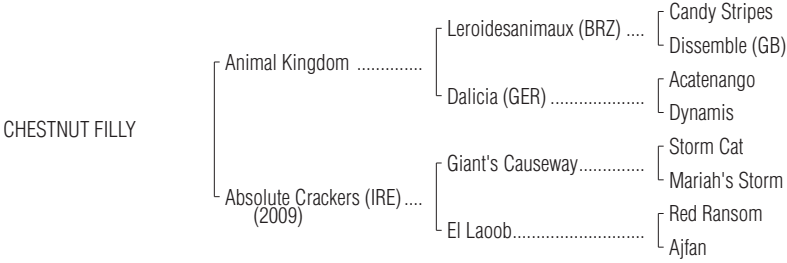 Candy Stripes
Leroidesanimaux (BRZ) ....
Dissemble (GB)
Animal Kingdom ..............
Acatenango
Dalicia (GER) .....................
Dynamis
CHESTNUT FILLY
Storm Cat
Giant's Causeway..............
Mariah's Storm
Absolute Crackers (IRE) ....
(2009)
Red Ransom
El Laoob.............................
Ajfan